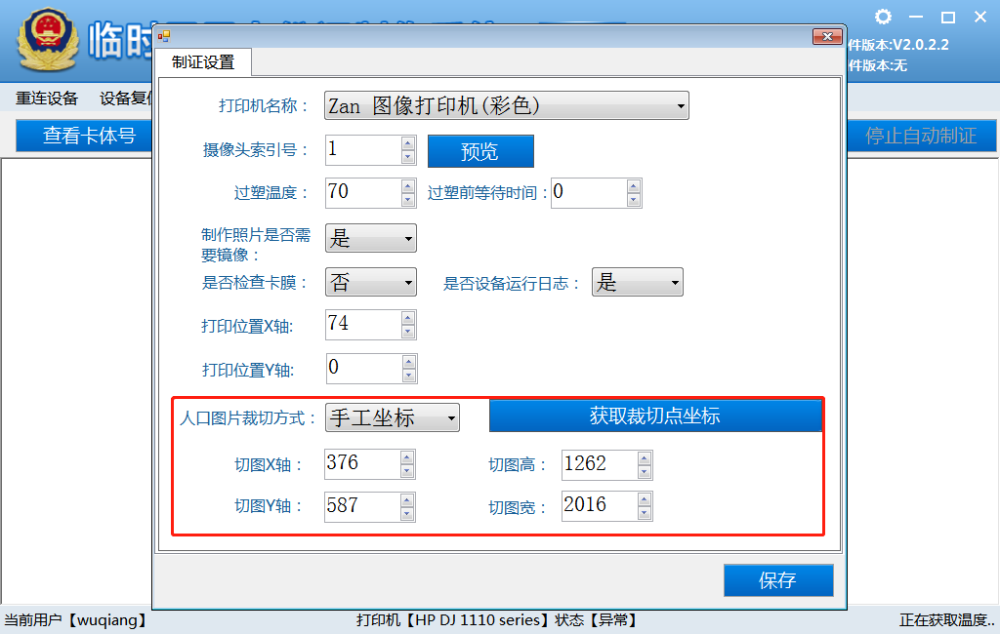 临时
件版本:V2.0.2.2
件版本:无
重连设备 设备复位
查看卡体号
停止自动制证
制证设置
打印机名称： Zan 图像打印机(彩色)
摄像头索引号： 1 预览
过塑温度： 70 过塑前等待时间： 0
制作照片是否需
要镜像： 是
是否检查卡膜： 否 是否设备运行日志： 是
打印位置X轴: 74
打印位置Y轴: 0
人口图片裁切方式： 手工坐标 获取裁切点坐标
切图X轴： 376 切图高： 1262
切图Y轴： 587 切图宽： 2016
保存
当前用户【wuqiang】 打印机【HP DJ 1110 series】状态【异常】 正在获取温度..